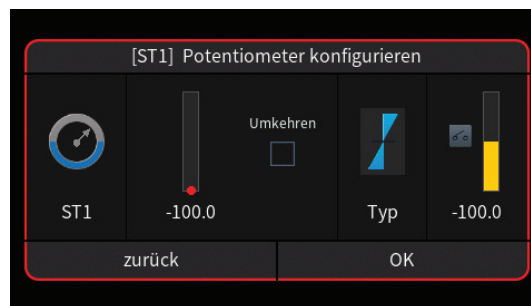 [ST1] Potentiometer konfigurieren
Umkehren
ST1 -100.0 Typ -100.0
zurück OK